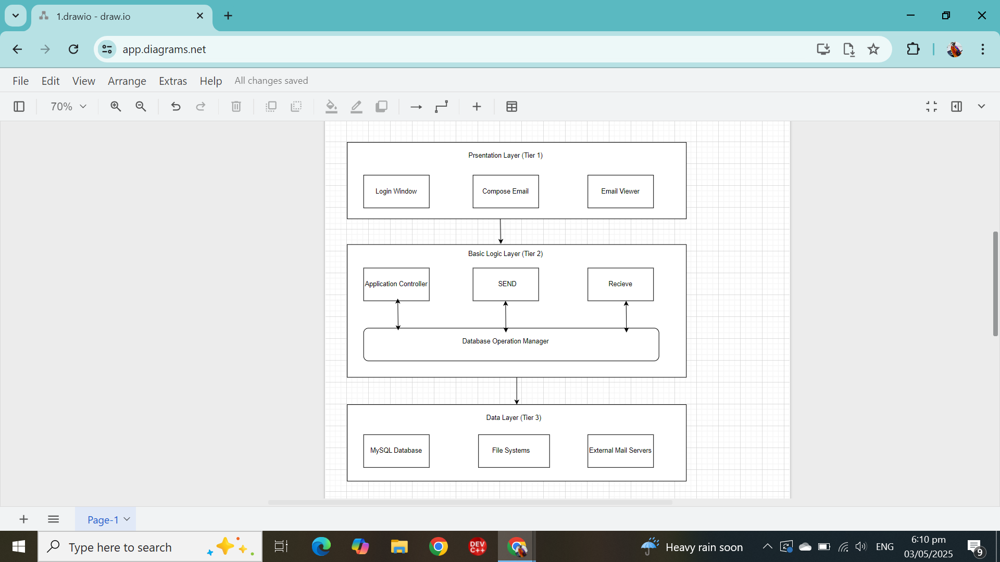 1.drawio - draw.io
app.diagrams.net
File Edit View Arrange Extras Help All changes saved
70%
Prsentation Layer (Tier 1)
Login Window Compose Email Email Viewer
Basic Logic Layer (Tier 2)
Application Controller SEND Recieve
Database Operation Manager
Data Layer (Tier 3)
MySQL Database File Systems External Mail Servers
Page-1
Type here to search
DEV C++
Heavy rain soon
ENG
6:10 pm
03/05/2025
9